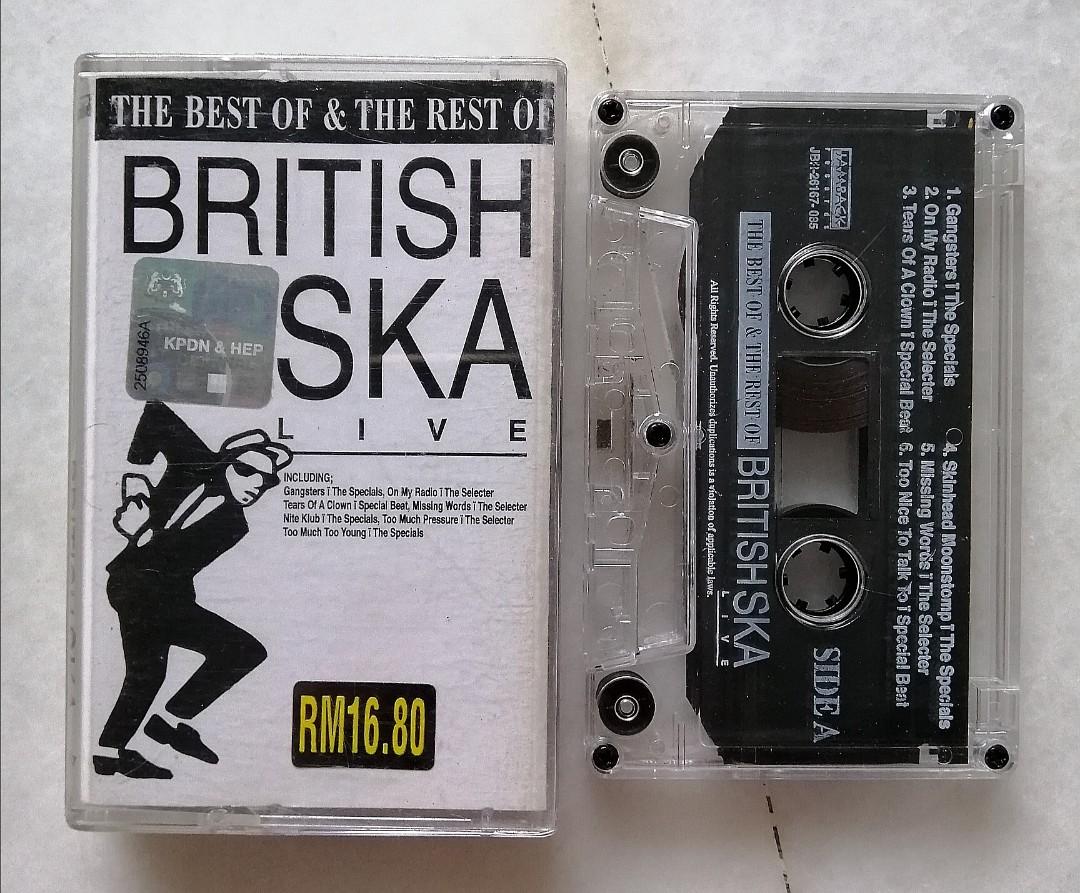 THE BEST OF & THE REST OF
BRITISH
SKA
LIVE
2508946A
KPDN & HEP
INCLUDING;
Gangsters ï The Specials, On My Radio ï The Selecter
Tears Of A Clown ï Special Beat, Missing Words ï The Selecter
Nite Klub ï The Specials, Too Much Pressure ï The Selecter
Too Much Too Young ï The Specials
RM16.80
1. Gangsters ï The Specials
2. On My Radio ï The Selecter
3. Tears Of A Clown ï Special Beat
4. Skinhead Moonstomp ï The Specials
5. Missing Words ï The Selecter
6. Too Nice To Talk To ï Special Beat
JBH-26167-085
SIDE A
THE BEST OF & THE REST OF BRITISH SKA
LIVE
All Rights Reserved. Unauthorizes duplications is a violation of applicable laws.